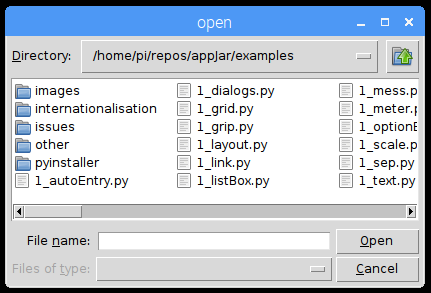 open
Directory: /home/pi/repos/appJar/examples
images 1_dialogs.py 1_mess.p
internationalisation 1_grid.py 1_meter.p
issues 1_grip.py 1_optionE
other 1_layout.py 1_scale.p
pyinstaller 1_link.py 1_sep.py
1_autoEntry.py 1_listBox.py 1_text.py
File name: Open
Files of type: Cancel